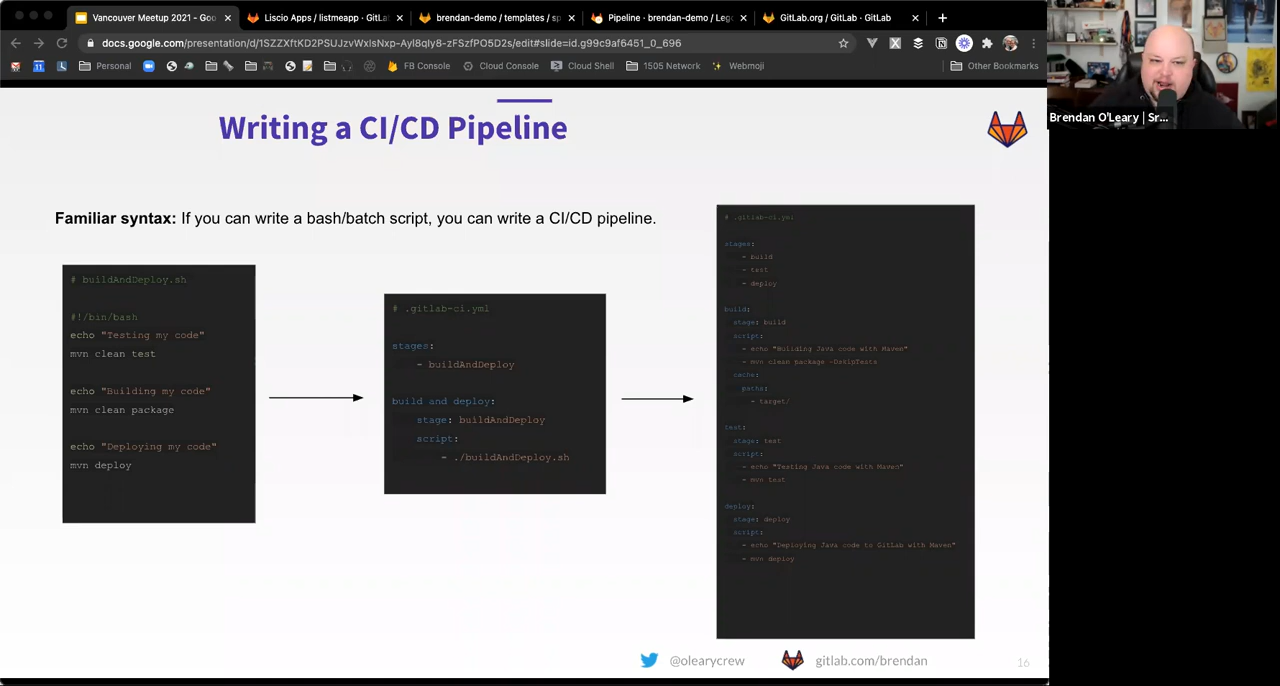 Vancouver Meetup 2021 - Goo
Liscio Apps / listmeapp · GitLa
brendan-demo / templates / sp
Pipeline · brendan-demo / Leg
GitLab.org / GitLab · GitLab
docs.google.com/presentation/d/1SZZXftKD2PSUJzvWxIsNxp-Ayl8qIy8-zFSzfPO5D2s/edit#slide=id.g99c9af6451_0_696
Personal
FB Console
Cloud Console
Cloud Shell
1505 Network
Webmoji
Other Bookmarks
Brendan O'Leary | Sr...
Writing a CI/CD Pipeline
Familiar syntax: If you can write a bash/batch script, you can write a CI/CD pipeline.
# buildAndDeploy.sh
#!/bin/bash
echo "Testing my code"
mvn clean test
echo "Building my code"
mvn clean package
echo "Deploying my code"
mvn deploy
# .gitlab-ci.yml
stages:
- buildAndDeploy
build and deploy:
stage: buildAndDeploy
script:
- ./buildAndDeploy.sh
# .gitlab-ci.yml
stages:
- build
- test
- deploy
build:
stage: build
script:
- echo "Building Java code with Maven"
- mvn clean package -DskipTests
cache:
paths:
- target/
test:
stage: test
script:
- echo "Testing Java code with Maven"
- mvn test
deploy:
stage: deploy
script:
- echo "Deploying Java code to GitLab with Maven"
- mvn deploy
@olearycrew
gitlab.com/brendan
16